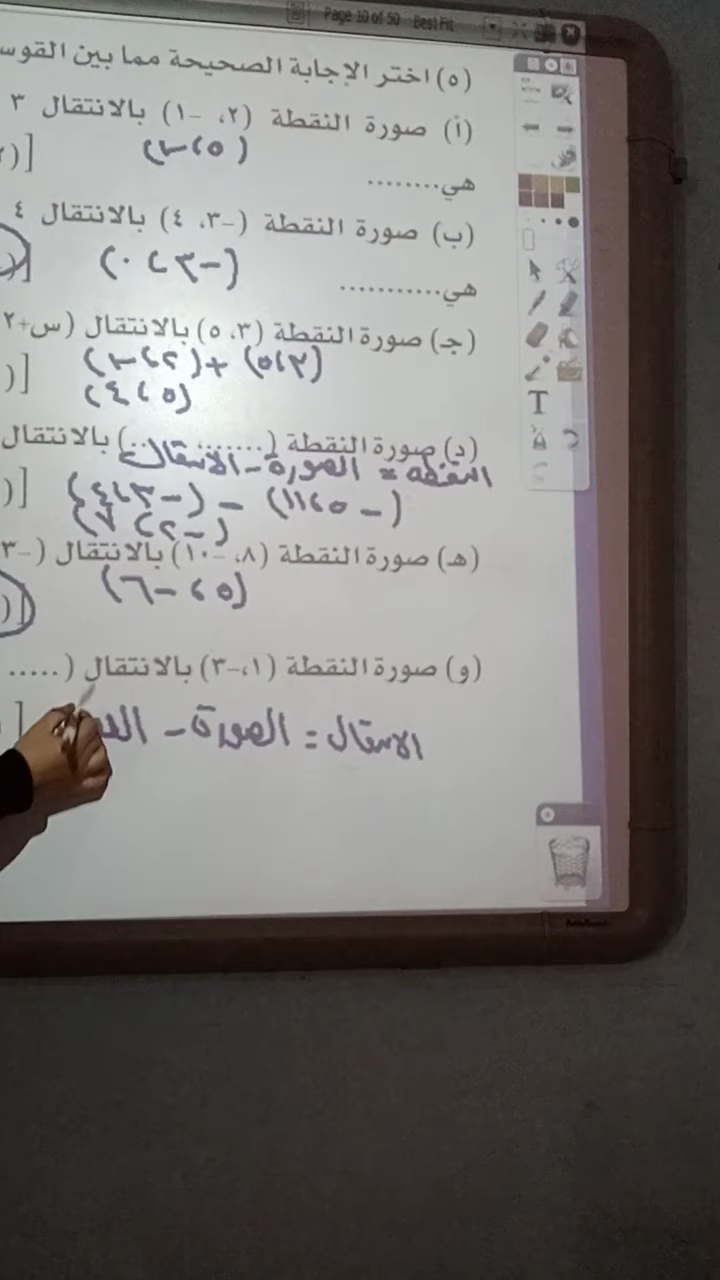 Page 10 of 50 Best Fit
(٥) اختر الإجابة الصحيحة مما بين القوس
(أ) صورة النقطة (٢، -١) بالانتقال ٣
(٥، -١)
هي........
(ب) صورة النقطة (-٣، ٤) بالانتقال ٤
(-٣، ٠)
هي...........
(جـ) صورة النقطة (٣، ٥) بالانتقال (س+٢
(٣، ٥) + (٢، -١)
(٥، ٤)
(د) صورة النقطة (........، ..) بالانتقال
النقطة = الصورة - الانتقال
(-٥، ١١) - (-٣، ٤)
(-٢، ٧)
(هـ) صورة النقطة (٨، -١٠) بالانتقال (-٣
(٥، -٦)
(و) صورة النقطة (١، -٣) بالانتقال (.....
الانتقال = الصورة -
T